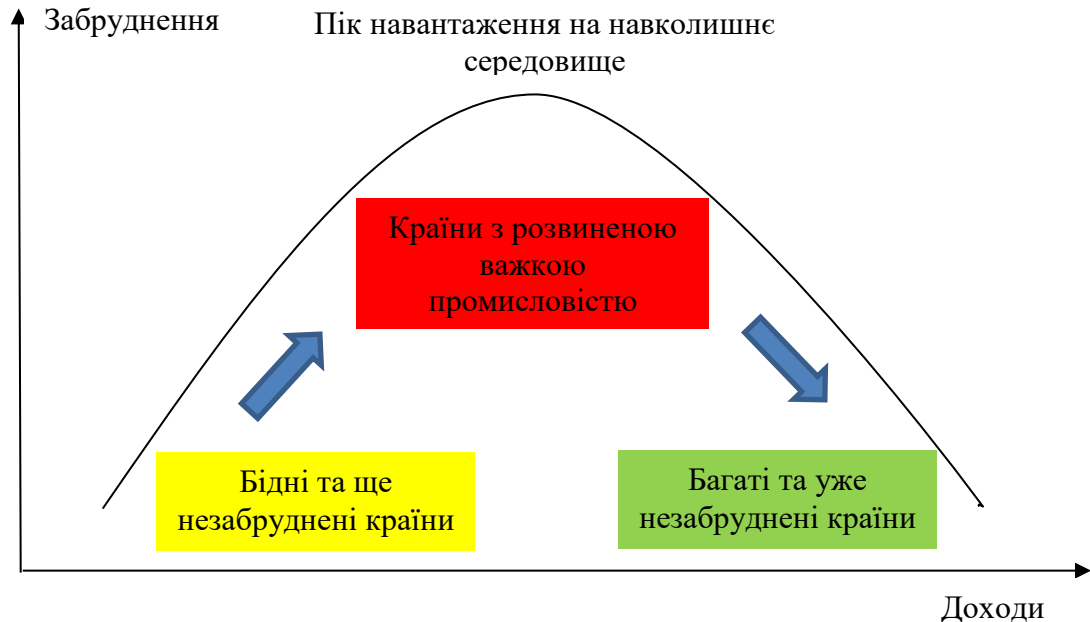 Забруднення
Пік навантаження на навколишнє
середовище
Країни з розвиненою
важкою
промисловістю
Бідні та ще
незабруднені країни
Багаті та уже
незабруднені країни
Доходи